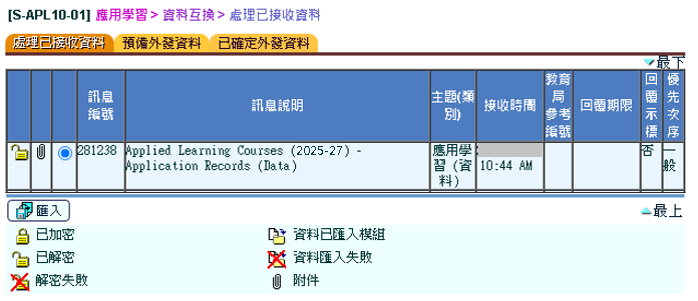 [S-APL10-01] 應用學習 > 資料互換 > 處理已接收資料
處理已接收資料 預備外發資料 已確定外發資料
最下
訊息編號 訊息說明 主題(類別) 接收時間 教育局參考編號 回覆期限 回覆示標 優先次序
281238 Applied Learning Courses (2025-27) - Application Records (Data) 應用學習 (資料) 10:44 AM 否 一般
匯入 最上
已加密 資料已匯入模組
已解密 資料匯入失敗
解密失敗 附件